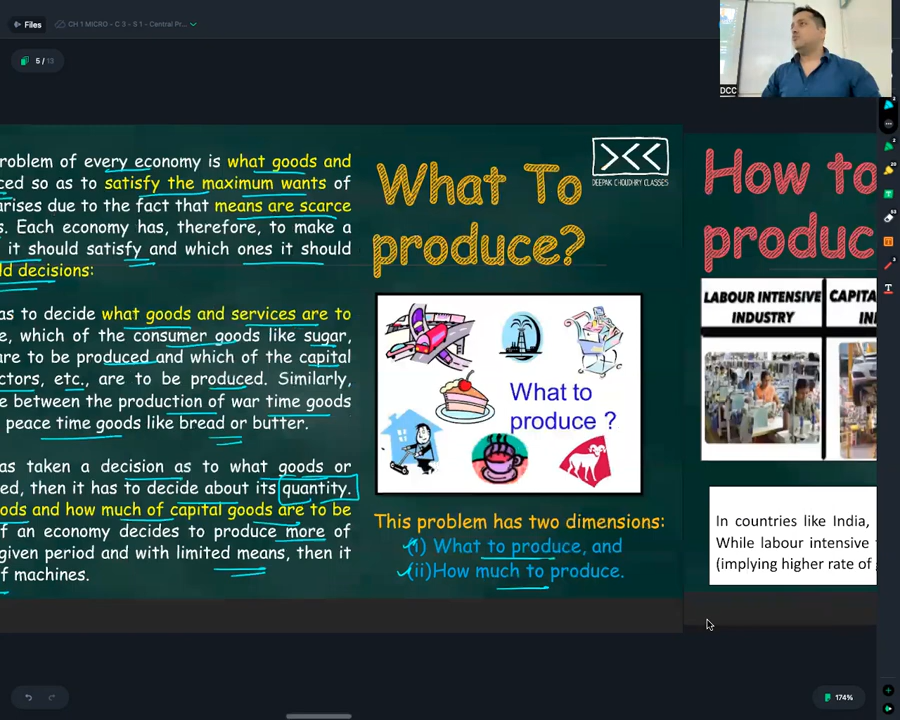 Files
CH 1 MICRO - C 3 - S 1 - Central Pr...
5 / 13
DCC
roblem of every economy is what goods and
ced so as to satisfy the maximum wants of
arises due to the fact that means are scarce
s. Each economy has, therefore, to make a
it should satisfy and which ones it should
ld decisions:
as to decide what goods and services are to
e, which of the consumer goods like sugar,
are to be produced and which of the capital
ctors, etc., are to be produced. Similarly,
e between the production of war time goods
peace time goods like bread or butter.
as taken a decision as to what goods or
ed, then it has to decide about its quantity.
ods and how much of capital goods are to be
f an economy decides to produce more of
given period and with limited means, then it
f machines.
What To
produce?
DEEPAK CHOUDHRY CLASSES
What to
produce ?
This problem has two dimensions:
(i) What to produce, and
(ii)How much to produce.
How to
produc
LABOUR INTENSIVE
INDUSTRY
CAPITA
IN
In countries like India,
While labour intensive
(implying higher rate of
174%